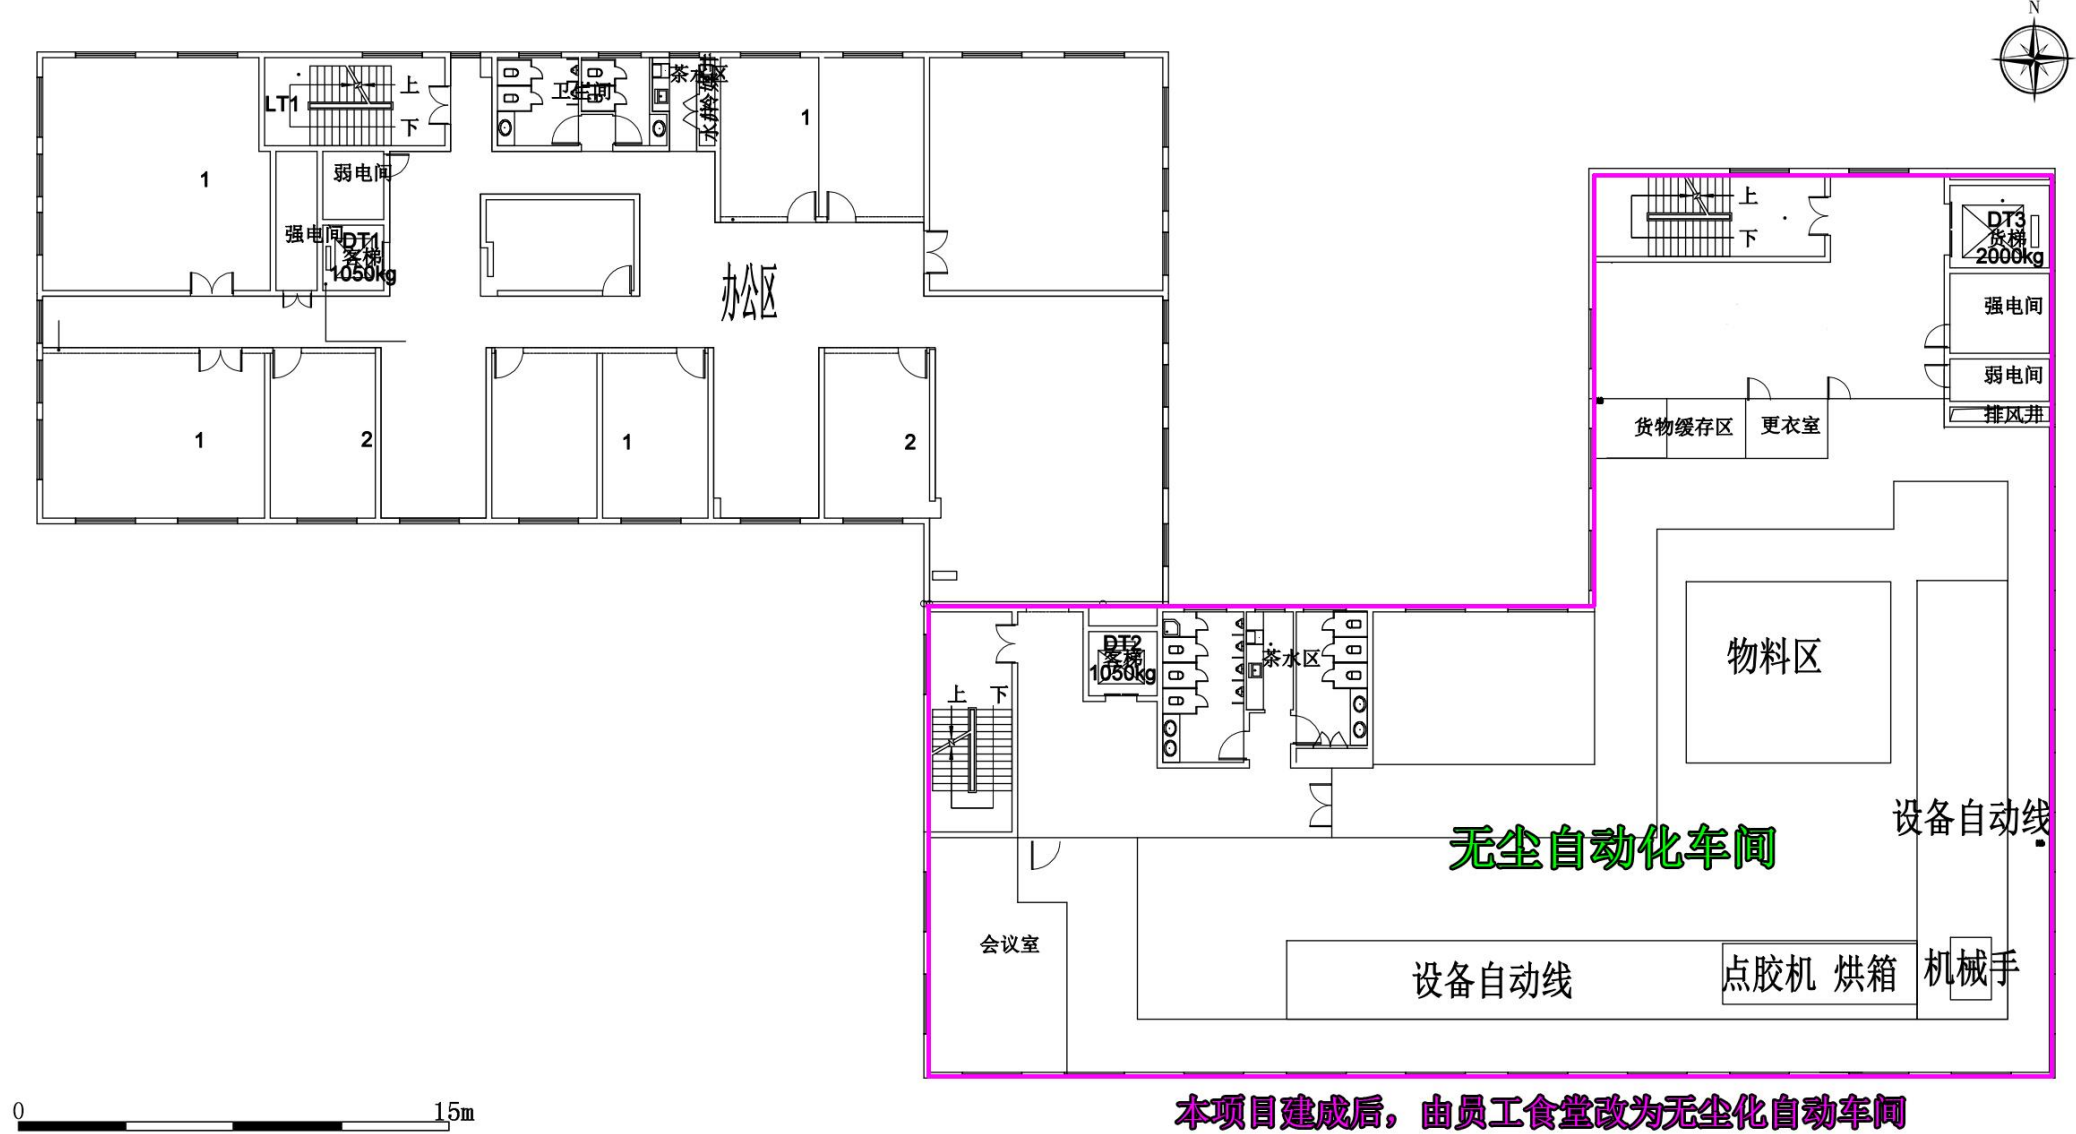 N
茶水区
水井
上
LT1
卫生间
下
1
1
弱电间
强电间
DT1
客梯
1050kg
办公区
1
2
1
2
上
下
DT3
货梯
2000kg
强电间
弱电间
排风井
货物缓存区
更衣室
DT2
客梯
1050kg
茶水区
上 下
物料区
设备自动线
无尘自动化车间
会议室
设备自动线
点胶机 烘箱
机械手
0 15m
本项目建成后，由员工食堂改为无尘化自动车间